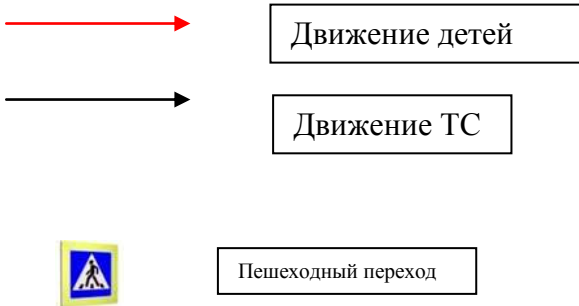 Движение детей
Движение ТС
Пешеходный переход